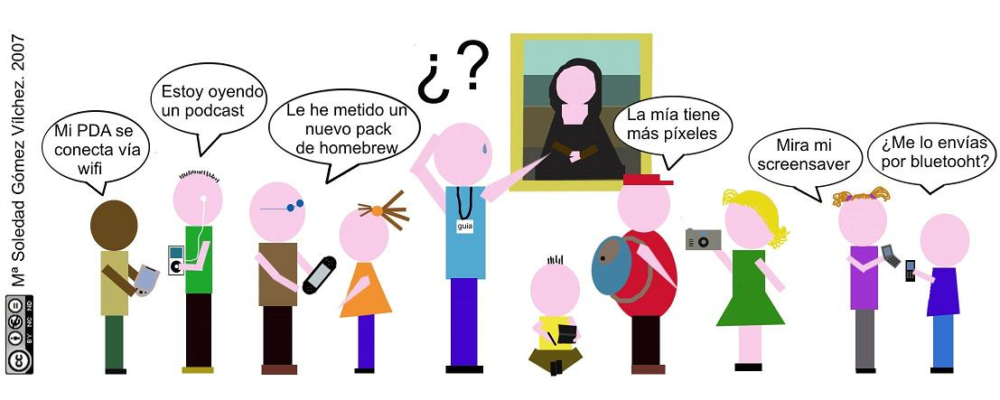 Mª Soledad Gómez Vílchez. 2007
BY NC ND
Mi PDA se
conecta vía
wifi
Estoy oyendo
un podcast
Le he metido un
nuevo pack
de homebrew
¿?
guia
La mía tiene
más píxeles
Mira mi
screensaver
¿Me lo envías
por bluetooht?